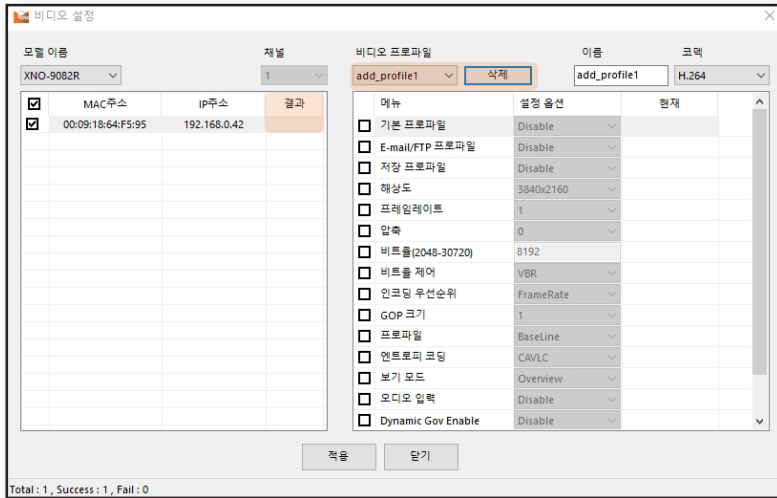 비디오 설정
모델 이름 채널 비디오 프로파일 이름 코덱
XNO-9082R 1 add_profile1 삭제 add_profile1 H.264
MAC주소 IP주소 결과
00:09:18:64:F5:95 192.168.0.42
메뉴 설정 옵션 현재
기본 프로파일 Disable
E-mail/FTP 프로파일 Disable
저장 프로파일 Disable
해상도 3840x2160
프레임레이트 1
압축 0
비트율(2048-30720) 8192
비트율 제어 VBR
인코딩 우선순위 FrameRate
GOP 크기 1
프로파일 BaseLine
엔트로피 코딩 CAVLC
보기 모드 Overview
오디오 입력 Disable
Dynamic Gov Enable Disable
적용 닫기
Total : 1 , Success : 1 , Fail : 0